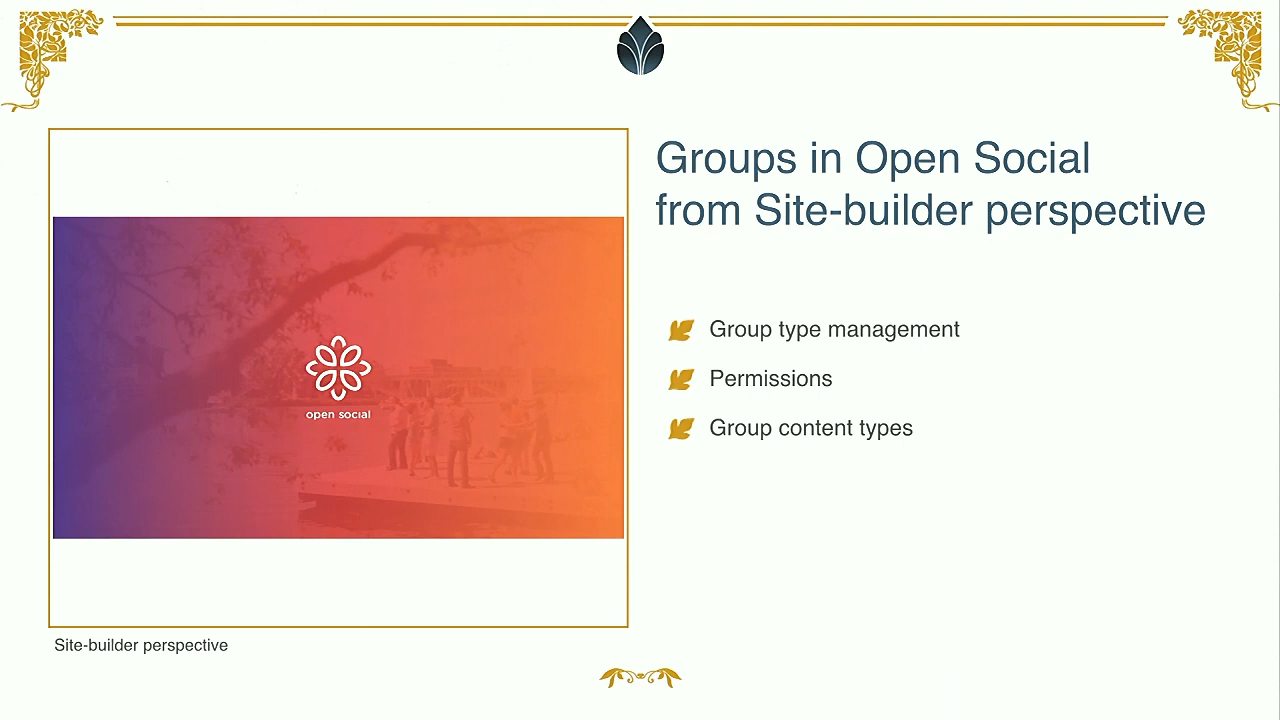 Groups in Open Social
from Site-builder perspective
Group type management
Permissions
Group content types
open social
Site-builder perspective